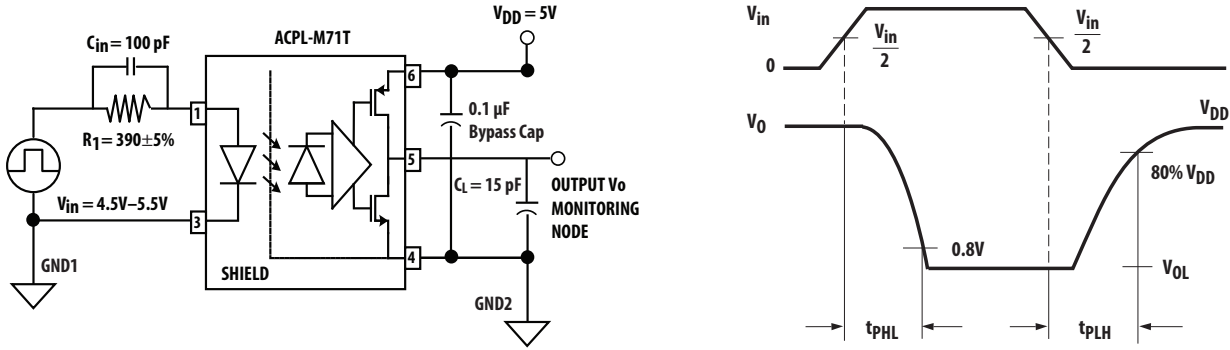 V_DD = 5V
C_in = 100 pF
ACPL-M71T
6
1
0.1 µF
Bypass Cap
R_1 = 390±5%
5
C_L = 15 pF
OUTPUT Vo
MONITORING
NODE
V_in = 4.5V–5.5V
3
4
SHIELD
GND1
GND2
V_in
V_in
2
V_in
2
0
V_O
V_DD
80% V_DD
0.8V
V_OL
t_PHL
t_PLH